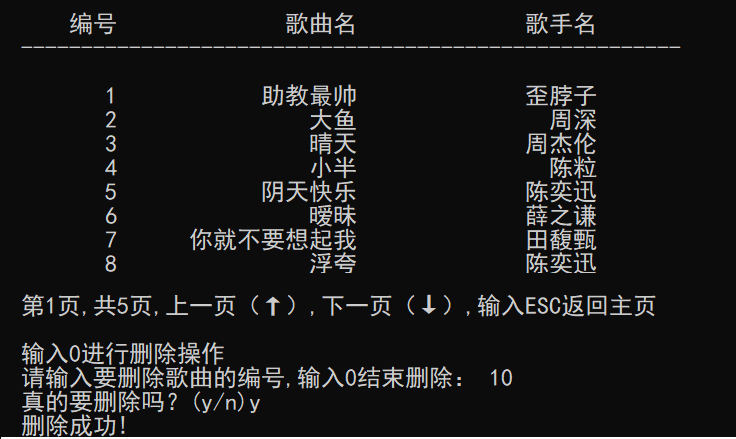 编号 歌曲名 歌手名
-------------------------------------------------------
1 助教最帅 歪脖子
2 大鱼 周深
3 晴天 周杰伦
4 小半 陈粒
5 阴天快乐 陈奕迅
6 暧昧 薛之谦
7 你就不要想起我 田馥甄
8 浮夸 陈奕迅
第1页,共5页,上一页（↑）,下一页（↓）,输入ESC返回主页
输入0进行删除操作
请输入要删除歌曲的编号,输入0结束删除： 10
真的要删除吗？(y/n)y
删除成功!